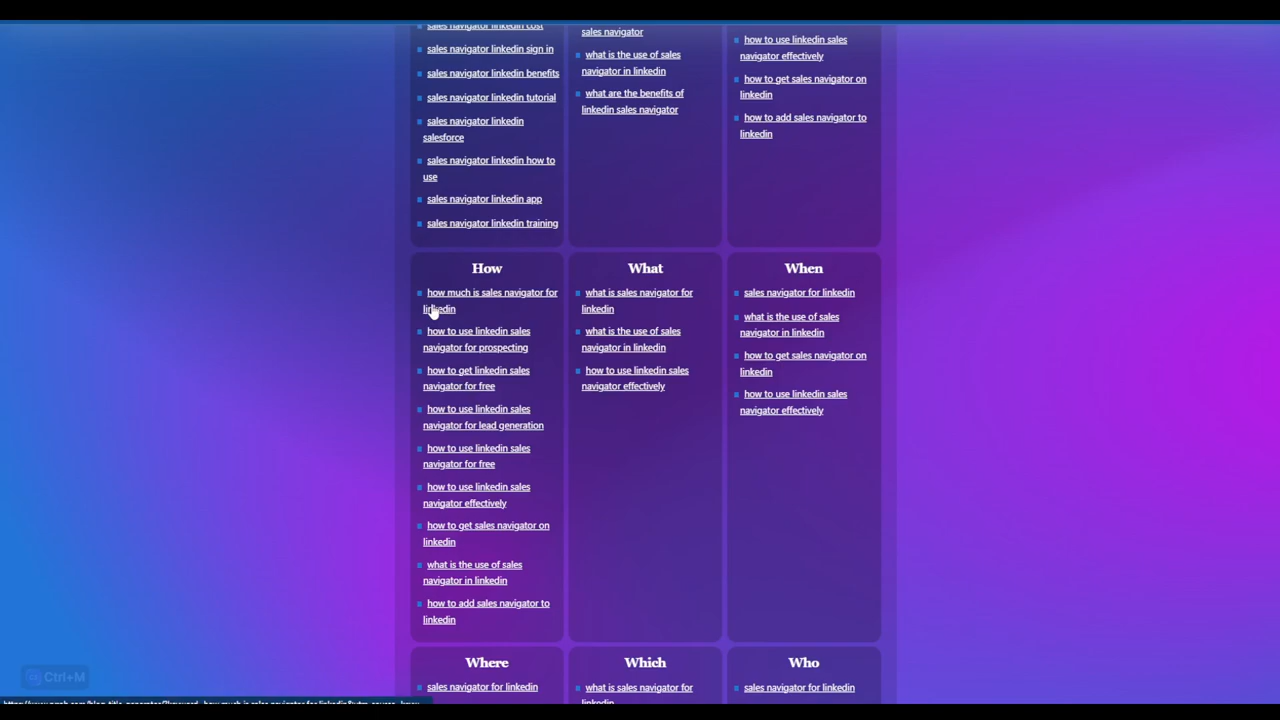 sales navigator linkedin cost
sales navigator linkedin sign in
sales navigator linkedin benefits
sales navigator linkedin tutorial
sales navigator linkedin
salesforce
sales navigator linkedin how to
use
sales navigator linkedin app
sales navigator linkedin training
sales navigator
what is the use of sales
navigator in linkedin
what are the benefits of
linkedin sales navigator
how to use linkedin sales
navigator effectively
how to get sales navigator on
linkedin
how to add sales navigator to
linkedin
How
how much is sales navigator for
linkedin
how to use linkedin sales
navigator for prospecting
how to get linkedin sales
navigator for free
how to use linkedin sales
navigator for lead generation
how to use linkedin sales
navigator for free
how to use linkedin sales
navigator effectively
how to get sales navigator on
linkedin
what is the use of sales
navigator in linkedin
how to add sales navigator to
linkedin
What
what is sales navigator for
linkedin
what is the use of sales
navigator in linkedin
how to use linkedin sales
navigator effectively
When
sales navigator for linkedin
what is the use of sales
navigator in linkedin
how to get sales navigator on
linkedin
how to use linkedin sales
navigator effectively
Where
sales navigator for linkedin
Which
what is sales navigator for
linkedin
Who
sales navigator for linkedin
Ctrl+M